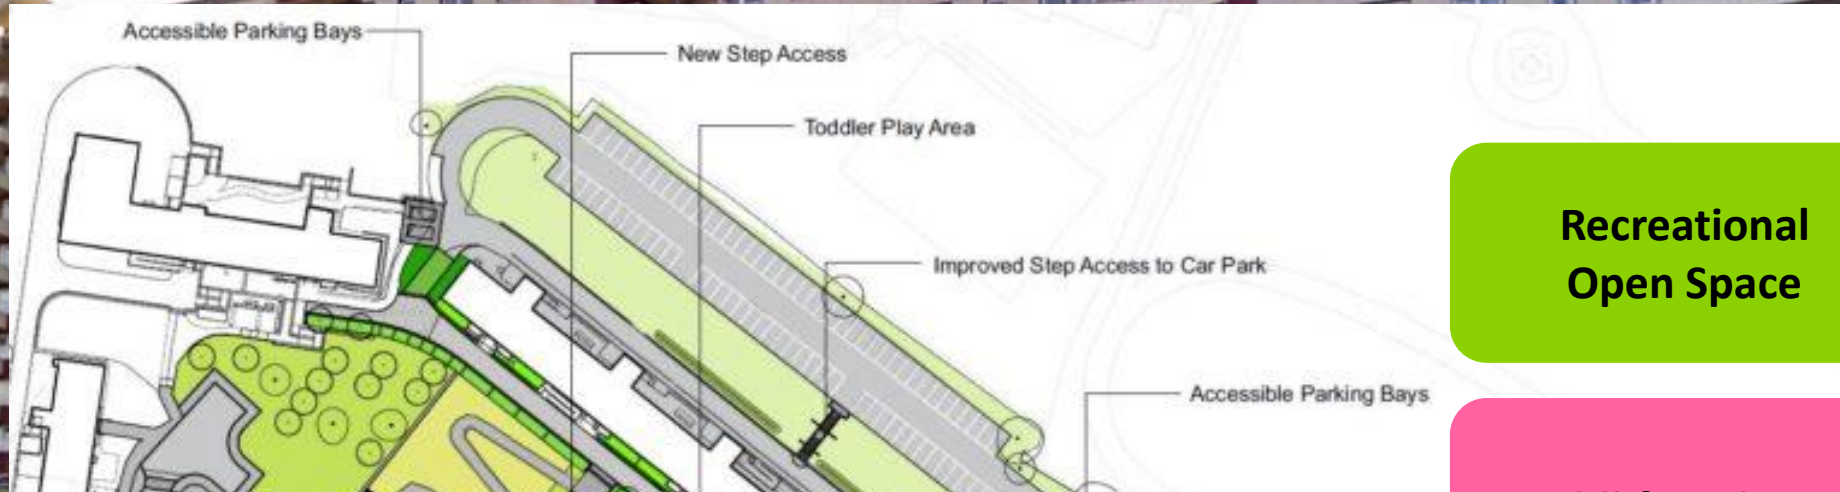 Accessible Parking Bays
New Step Access
Toddler Play Area
Improved Step Access to Car Park
Accessible Parking Bays
Recreational
Open Space